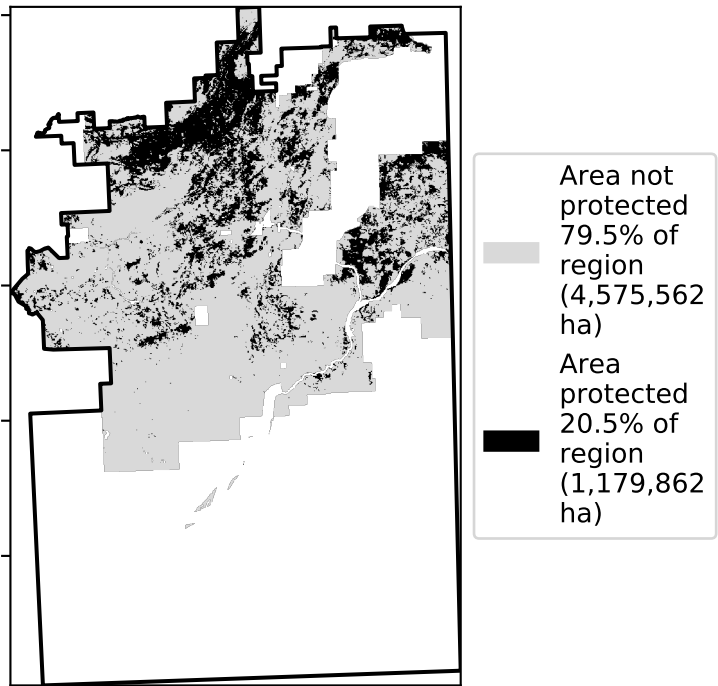 Area not
protected
79.5% of
region
(4,575,562
ha)
Area
protected
20.5% of
region
(1,179,862
ha)